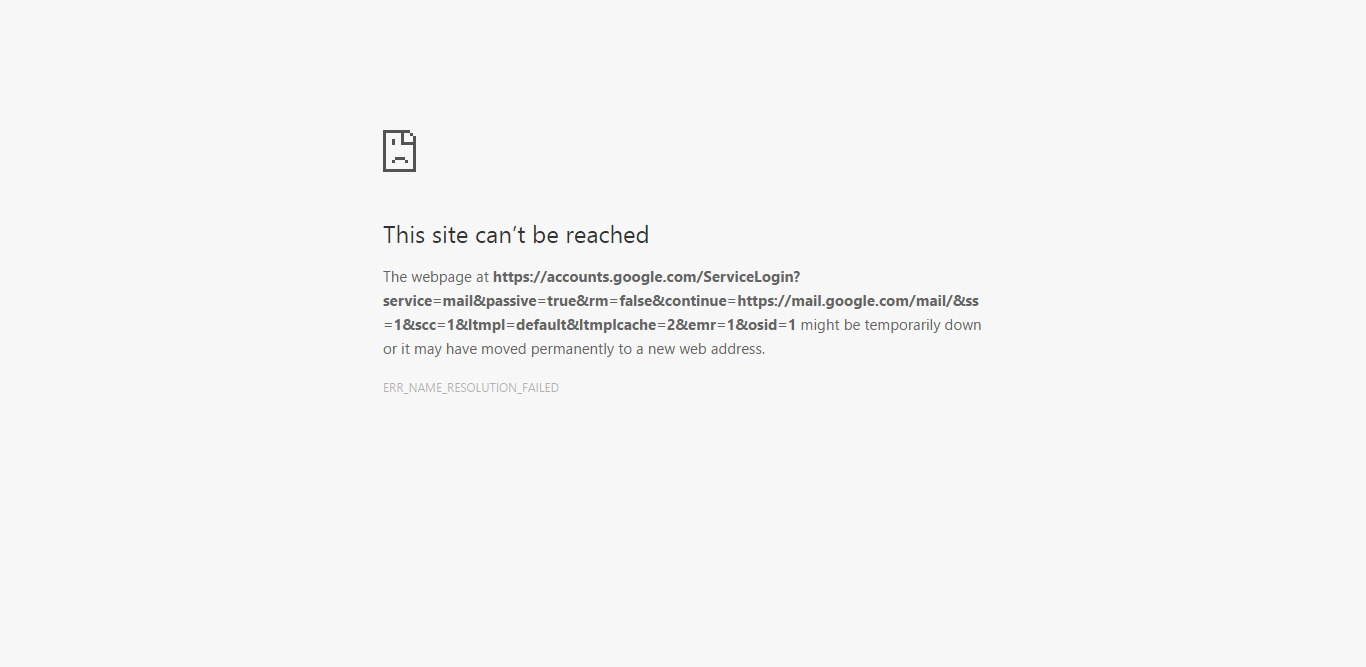 This site can’t be reached
The webpage at https://accounts.google.com/ServiceLogin?
service=mail&passive=true&rm=false&continue=https://mail.google.com/mail/&ss
=1&scc=1&ltmpl=default&ltmplcache=2&emr=1&osid=1 might be temporarily down
or it may have moved permanently to a new web address.
ERR_NAME_RESOLUTION_FAILED